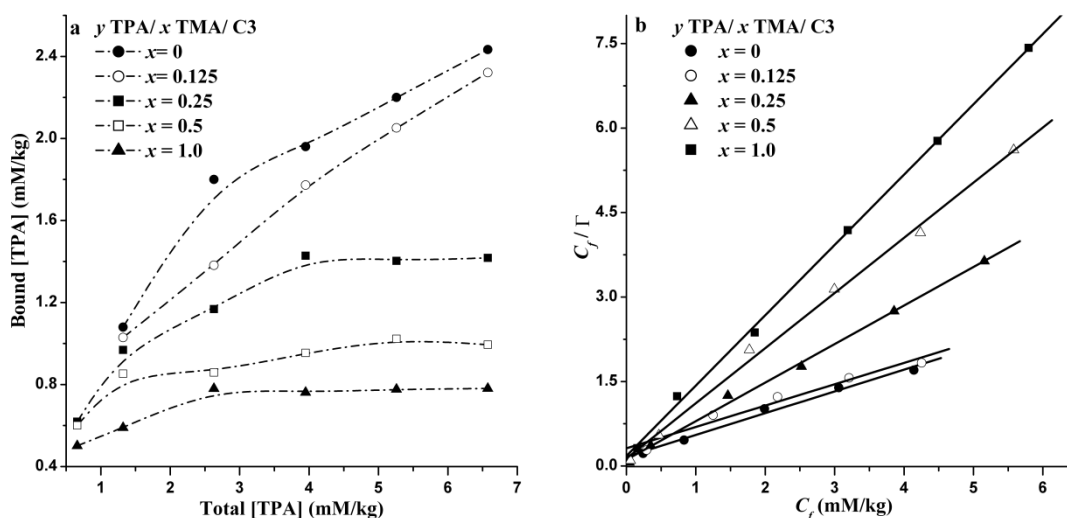 a
y TPA/ x TMA/ C3
x= 0
x= 0.125
x = 0.25
x = 0.5
x = 1.0
2.4
2.0
1.6
1.2
0.8
0.4
Bound [TPA] (mM/kg)
1 2 3 4 5 6 7
Total [TPA] (mM/kg)
b
y TPA/ x TMA/ C3
x = 0
x = 0.125
x = 0.25
x = 0.5
x = 1.0
7.5
6.0
4.5
3.0
1.5
0.0
Cf / Γ
0 1 2 3 4 5 6
Cf (mM/kg)